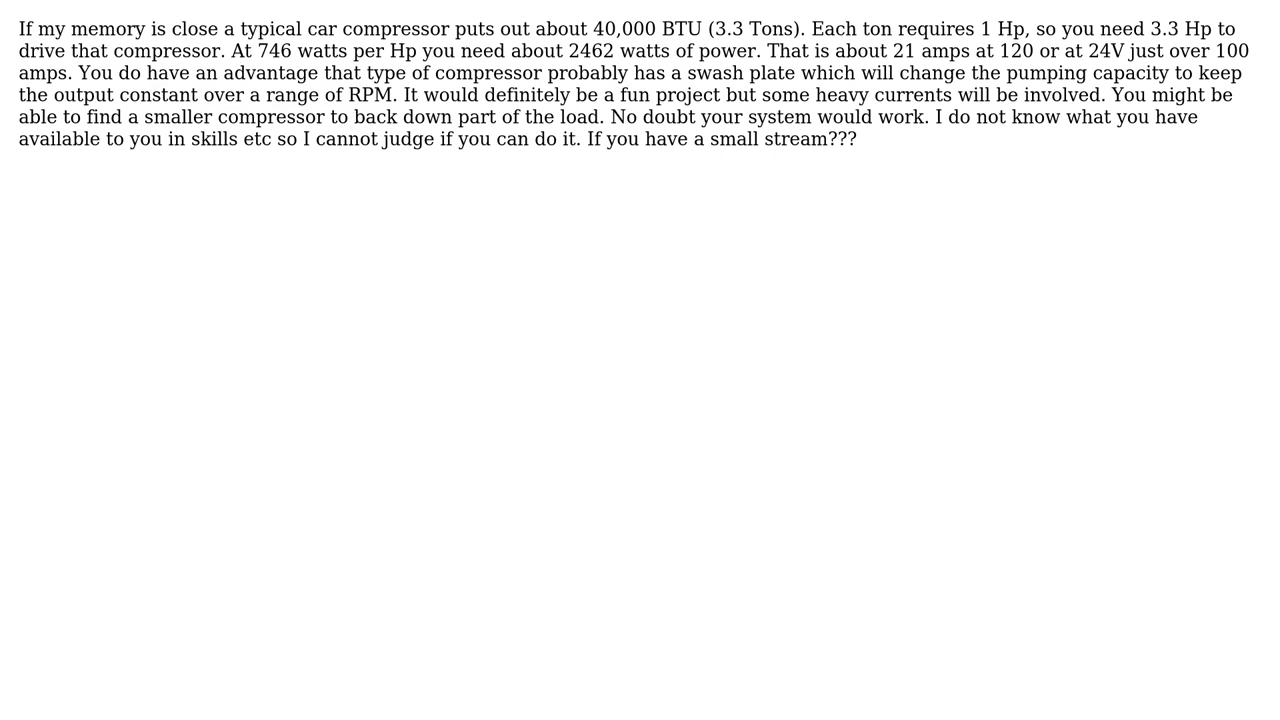 If my memory is close a typical car compressor puts out about 40,000 BTU (3.3 Tons). Each ton requires 1 Hp, so you need 3.3 Hp to
drive that compressor. At 746 watts per Hp you need about 2462 watts of power. That is about 21 amps at 120 or at 24V just over 100
amps. You do have an advantage that type of compressor probably has a swash plate which will change the pumping capacity to keep
the output constant over a range of RPM. It would definitely be a fun project but some heavy currents will be involved. You might be
able to find a smaller compressor to back down part of the load. No doubt your system would work. I do not know what you have
available to you in skills etc so I cannot judge if you can do it. If you have a small stream???